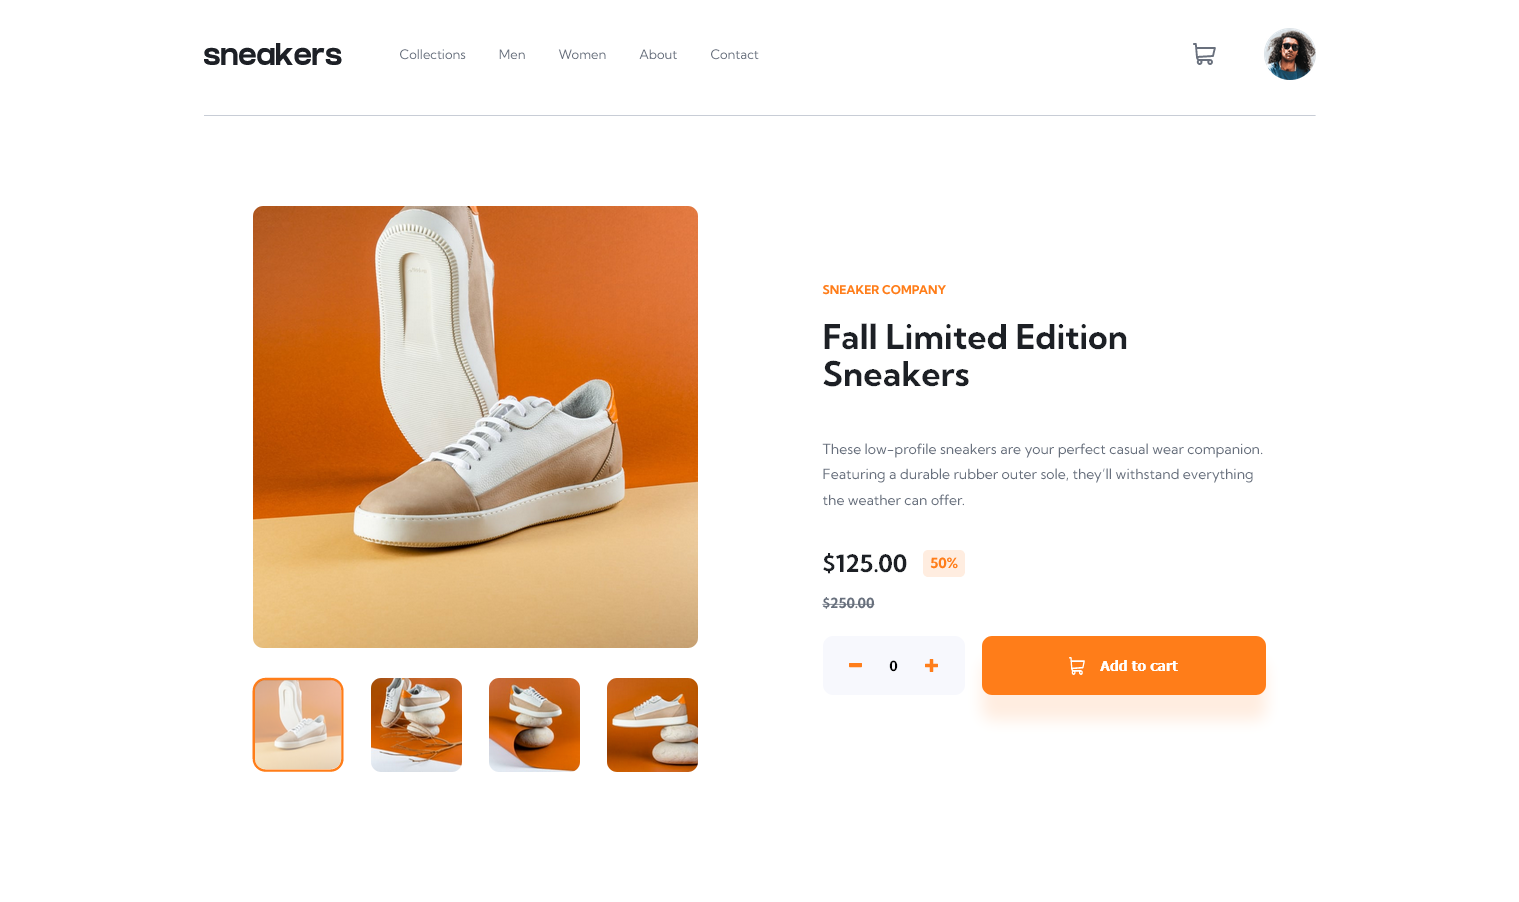 sneakers
Collections
Men
Women
About
Contact
SNEAKER COMPANY
Fall Limited Edition
Sneakers
These low-profile sneakers are your perfect casual wear companion.
Featuring a durable rubber outer sole, they’ll withstand everything
the weather can offer.
$125.00 50%
$250.00
0
Add to cart